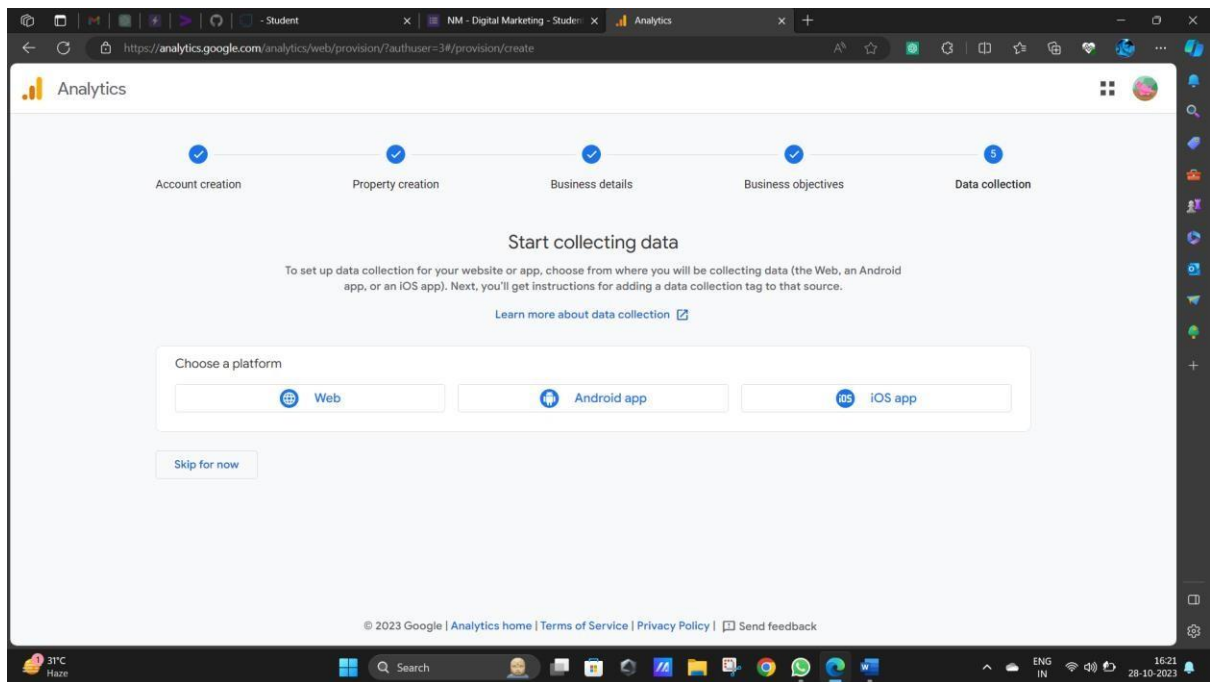 - Student
NM - Digital Marketing - Studen
Analytics
https://analytics.google.com/analytics/web/provision/?authuser=3#/provision/create
Analytics
5
Account creation
Property creation
Business details
Business objectives
Data collection
Start collecting data
To set up data collection for your website or app, choose from where you will be collecting data (the Web, an Android
app, or an iOS app). Next, you'll get instructions for adding a data collection tag to that source.
Learn more about data collection
Choose a platform
Web
Android app
iOS
iOS app
Skip for now
© 2023 Google | Analytics home | Terms of Service | Privacy Policy | Send feedback
1
31°C
Haze
Search
ENG
IN
16:21
28-10-2023